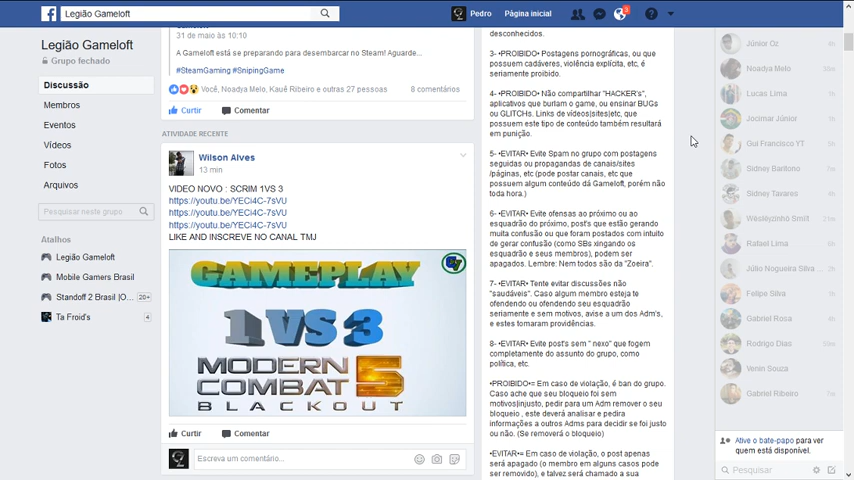 Legião Gameloft
Pedro
Página inicial
3
Legião Gameloft
Grupo fechado
Discussão
Membros
Eventos
Vídeos
Fotos
Arquivos
Pesquise neste grupo
Atalhos
Legião Gameloft
Mobile Gamers Brasil
Standoff 2 Brasil |O...
20+
Ta Froid's
4
31 de maio às 10:10
A Gameloft está se preparando para desembarcar no Steam! Aguarde...
#SteamGaming #SnipingGame
Você, Noadya Melo, Kauê Ribeiro e outras 27 pessoas
8 comentários
Curtir
Comentar
ATIVIDADE RECENTE
Wilson Alves
13 min
VIDEO NOVO : SCRIM 1VS 3
https://youtu.be/YECi4C-7sVU
https://youtu.be/YECi4C-7sVU
https://youtu.be/YECi4C-7sVU
LIKE AND INSCREVE NO CANAL TMJ
GAMEPLAY
1 VS 3
MODERN
COMBAT 5
BLACKOUT
Curtir
Comentar
Escreva um comentário...
desconhecidos.
3- •PROIBIDO• Postagens pornográficas, ou que
possuem cadáveres, violência explícita, etc, é
seriamente proibido.
4- •PROIBIDO• Não compartilhar "HACKER's",
aplicativos que burlam o game, ou ensinar BUGs
ou GLITCHs. Links de vídeos|sites|etc, que
possuem este tipo de conteúdo também resultará
em punição.
5- •EVITAR• Evite Spam no grupo com postagens
seguidas ou propagandas de canais/sites
/páginas, etc (pode postar canais, etc que
possuem algum conteúdo dá Gameloft, porém não
toda hora.)
6- •EVITAR• Evite ofensas ao próximo ou ao
esquadrão do próximo, post's que estão gerando
muita confusão ou que foram postados com intuito
de gerar confusão (como SBs xingando os
esquadrão e seus membros), podem ser
apagados. Lembre: Nem todos são da "Zoeira".
7- •EVITAR• Tente evitar discussões não
"saudáveis". Caso algum membro esteja te
ofendendo ou ofendendo seu esquadrão
seriamente e sem motivos, avise a um dos Adm's,
e estes tomaram providências.
8- •EVITAR• Evite post's sem " nexo" que fogem
completamente do assunto do grupo, como
política, etc.
•PROIBIDO•= Em caso de violação, é ban do grupo.
Caso ache que seu bloqueio foi sem
motivos|injusto, pedir para um Adm remover o seu
bloqueio , este deverá analisar e pedira
informações a outros Adms para decidir se foi justo
ou não. (Se removerá o bloqueio)
•EVITAR•= Em caso de violação, o post apenas
será apagado (o membro em alguns casos pode
ser removido), e talvez será chamado a sua
Júnior Oz
Noadya Melo
Lucas Lima
Jocimar Júnior
Gui Francisco YT
Sidney Baritono
Sidney Tavares
Weslèyzinho Smiít
Rafael Lima
Júlio Nogueira Silva ...
Felipe Silva
Gabriel Rosa
Rodrigo Dias
Venin Souza
Gabriel Ribeiro
Ative o bate-papo para ver
quem está disponível.
Pesquisar